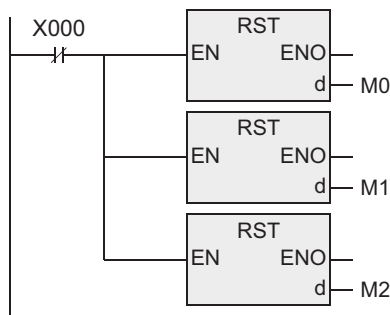 X000
RST
EN ENO
d M0
RST
EN ENO
d M1
RST
EN ENO
d M2